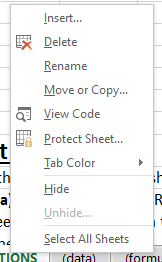 Insert...
Delete
Rename
Move or Copy...
View Code
Protect Sheet...
Tab Color
Hide
Unhide...
Select All Sheets
(data)